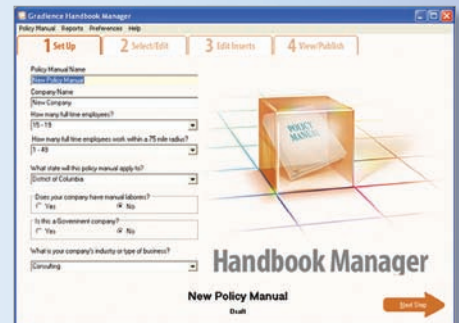 Gradience Handbook Manager
Policy Manual Reports Preferences Help
1 Set Up 2 Select/Edit 3 Edit Inserts 4 View/Publish
Policy Manual Name
New Policy Manual
Company Name
New Company
How many full time employees?
15 - 19
How many full time employees work within a 75 mile radius?
1 - 49
What state will this policy manual apply to?
District of Columbia
Does your company have manual laborers?
Yes No
Is this a Government company?
Yes No
What is your company's industry or type of business?
Consulting
POLICY MANUAL
Handbook Manager
New Policy Manual
Draft
Next Step